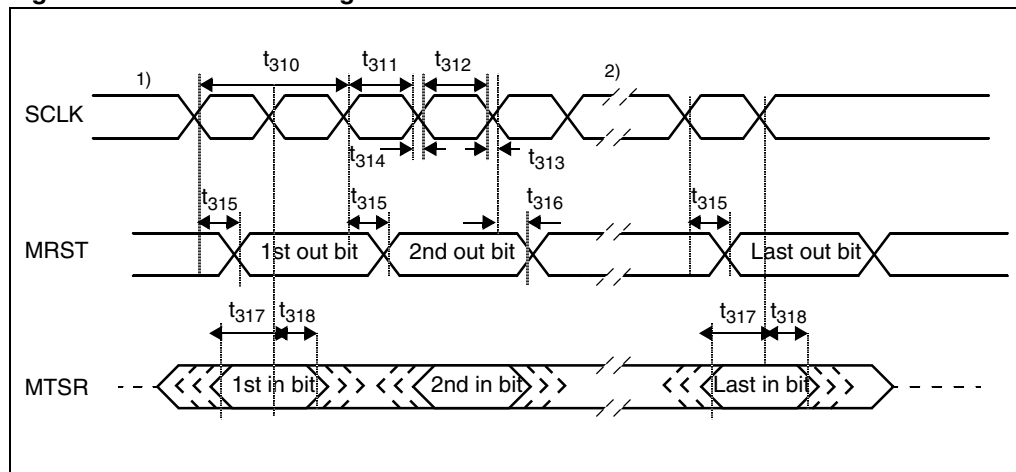 1)
t310
t311
t312
2)
SCLK
t314
t313
t315
t315
t316
t315
MRST
1st out bit
2nd out bit
Last out bit
t317
t318
t317
t318
MTSR
1st in bit
2nd in bit
Last in bit